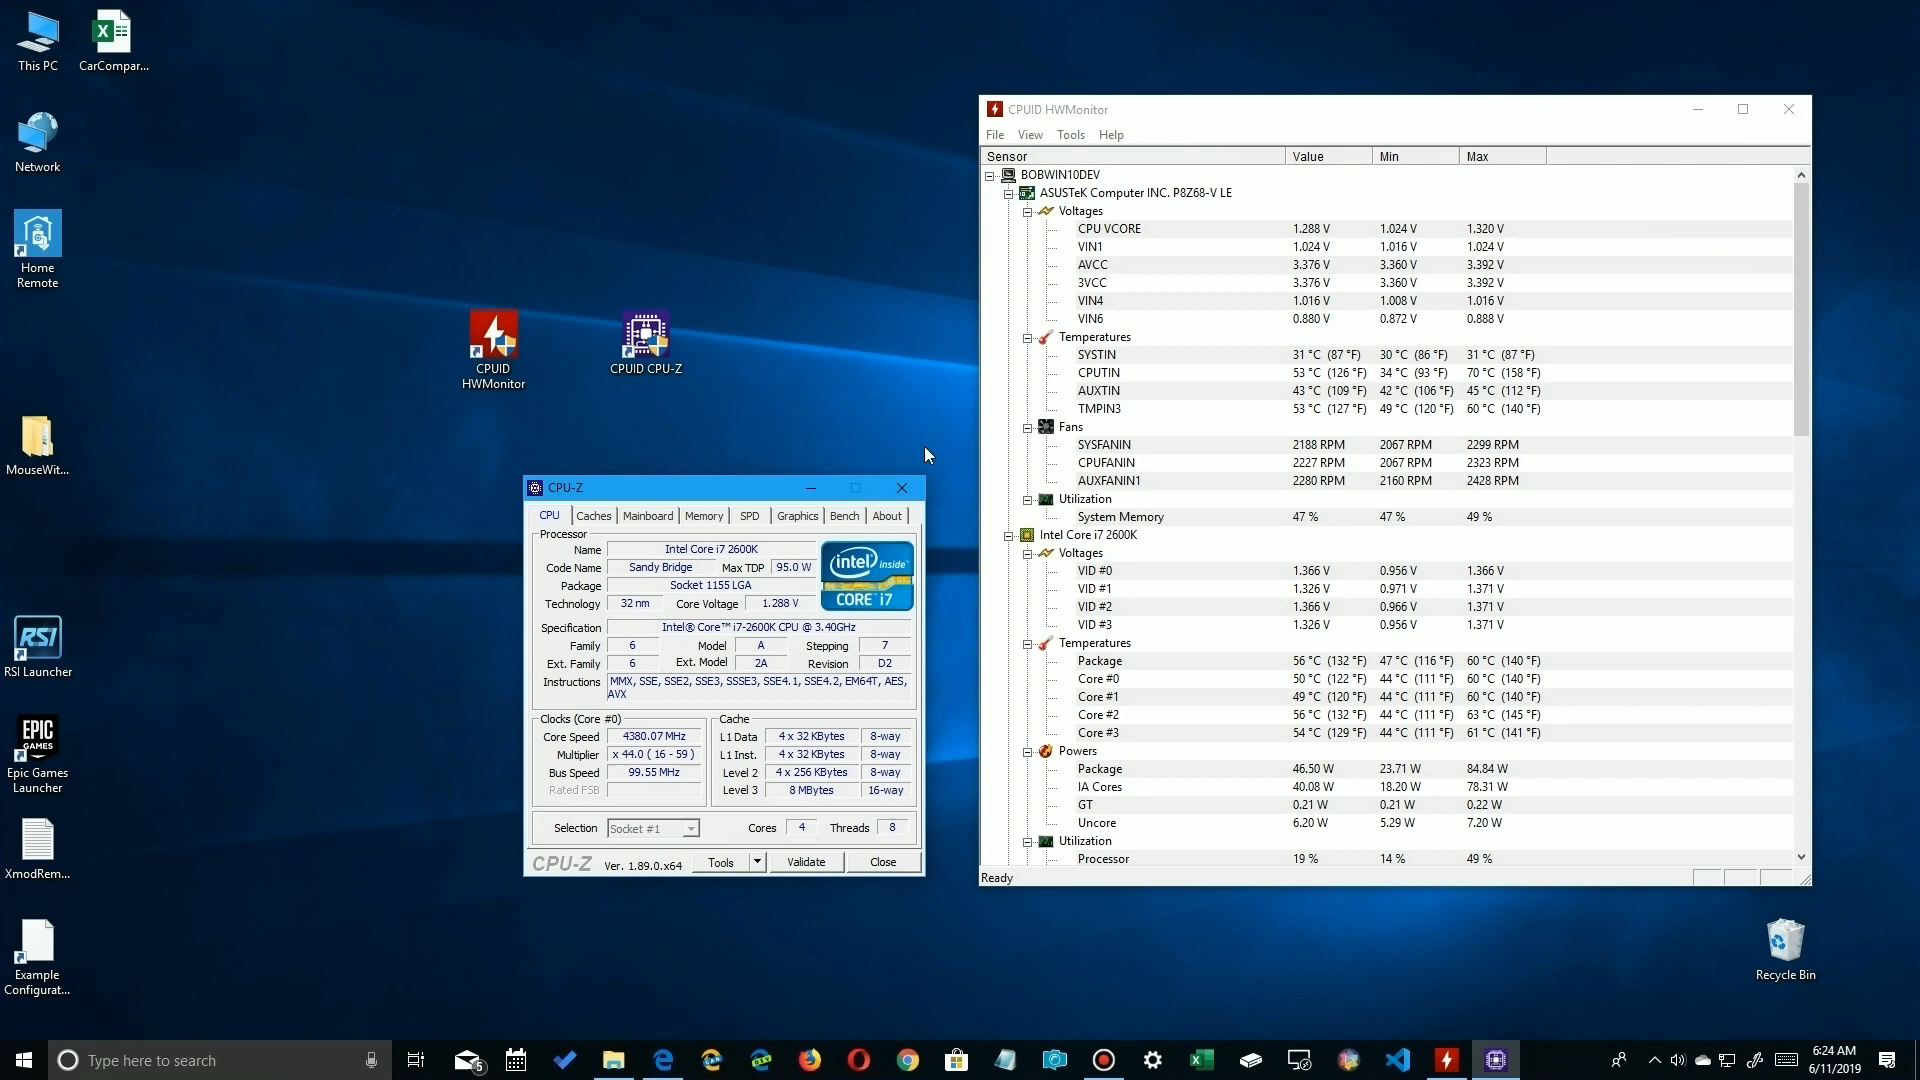 This PC
CarCompar...
Network
Home
Remote
MouseWit...
RSI
RSI Launcher
EPIC
GAMES
Epic Games
Launcher
XmodRem...
Example
Configurat...
CPUID
HWMonitor
CPUID CPU-Z
Recycle Bin
CPU-Z
CPU Caches Mainboard Memory SPD Graphics Bench About
Processor
Name Intel Core i7 2600K
Code Name Sandy Bridge Max TDP 95.0 W
Package Socket 1155 LGA
Technology 32 nm Core Voltage 1.288 V
intel inside™
CORE™ i7
Specification Intel® Core™ i7-2600K CPU @ 3.40GHz
Family 6 Model A Stepping 7
Ext. Family 6 Ext. Model 2A Revision D2
Instructions MMX, SSE, SSE2, SSE3, SSSE3, SSE4.1, SSE4.2, EM64T, AES,
AVX
Clocks (Core #0)
Core Speed 4380.07 MHz
Multiplier x 44.0 ( 16 - 59 )
Bus Speed 99.55 MHz
Rated FSB
Cache
L1 Data 4 x 32 KBytes 8-way
L1 Inst. 4 x 32 KBytes 8-way
Level 2 4 x 256 KBytes 8-way
Level 3 8 MBytes 16-way
Selection Socket #1 Cores 4 Threads 8
CPU-Z Ver. 1.89.0.x64 Tools Validate Close
CPUID HWMonitor
File View Tools Help
Sensor Value Min Max
BOBWIN10DEV
ASUSTeK Computer INC. P8Z68-V LE
Voltages
CPU VCORE 1.288 V 1.024 V 1.320 V
VIN1 1.024 V 1.016 V 1.024 V
AVCC 3.376 V 3.360 V 3.392 V
3VCC 3.376 V 3.360 V 3.392 V
VIN4 1.016 V 1.008 V 1.016 V
VIN6 0.880 V 0.872 V 0.888 V
Temperatures
SYSTIN 31 °C (87 °F) 30 °C (86 °F) 31 °C (87 °F)
CPUTIN 53 °C (126 °F) 34 °C (93 °F) 70 °C (158 °F)
AUXTIN 43 °C (109 °F) 42 °C (106 °F) 45 °C (112 °F)
TMPIN3 53 °C (127 °F) 49 °C (120 °F) 60 °C (140 °F)
Fans
SYSFANIN 2188 RPM 2067 RPM 2299 RPM
CPUFANIN 2227 RPM 2067 RPM 2323 RPM
AUXFANIN1 2280 RPM 2160 RPM 2428 RPM
Utilization
System Memory 47 % 47 % 49 %
Intel Core i7 2600K
Voltages
VID #0 1.366 V 0.956 V 1.366 V
VID #1 1.326 V 0.971 V 1.371 V
VID #2 1.366 V 0.966 V 1.371 V
VID #3 1.326 V 0.956 V 1.371 V
Temperatures
Package 56 °C (132 °F) 47 °C (116 °F) 60 °C (140 °F)
Core #0 50 °C (122 °F) 44 °C (111 °F) 60 °C (140 °F)
Core #1 49 °C (120 °F) 44 °C (111 °F) 60 °C (140 °F)
Core #2 56 °C (132 °F) 44 °C (111 °F) 63 °C (145 °F)
Core #3 54 °C (129 °F) 44 °C (111 °F) 61 °C (141 °F)
Powers
Package 46.50 W 23.71 W 84.84 W
IA Cores 40.08 W 18.20 W 78.31 W
GT 0.21 W 0.21 W 0.22 W
Uncore 6.20 W 5.29 W 7.20 W
Utilization
Processor 19 % 14 % 49 %
Ready
Type here to search
5
6:24 AM
6/11/2019